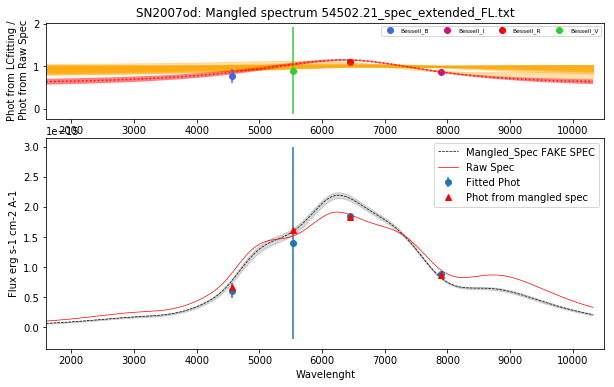 SN2007od: Mangled spectrum 54502.21_spec_extended_FL.txt
Phot from LCfitting /
Phot from Raw Spec
2
1
0
Bessell_B
Bessell_I
Bessell_R
Bessell_V
2000 3000 4000 5000 6000 7000 8000 9000 10000
1e−15
Flux erg s-1 cm-2 A-1
3.0
2.5
2.0
1.5
1.0
0.5
0.0
Mangled_Spec FAKE SPEC
Raw Spec
Fitted Phot
Phot from mangled spec
2000 3000 4000 5000 6000 7000 8000 9000 10000
Wavelenght